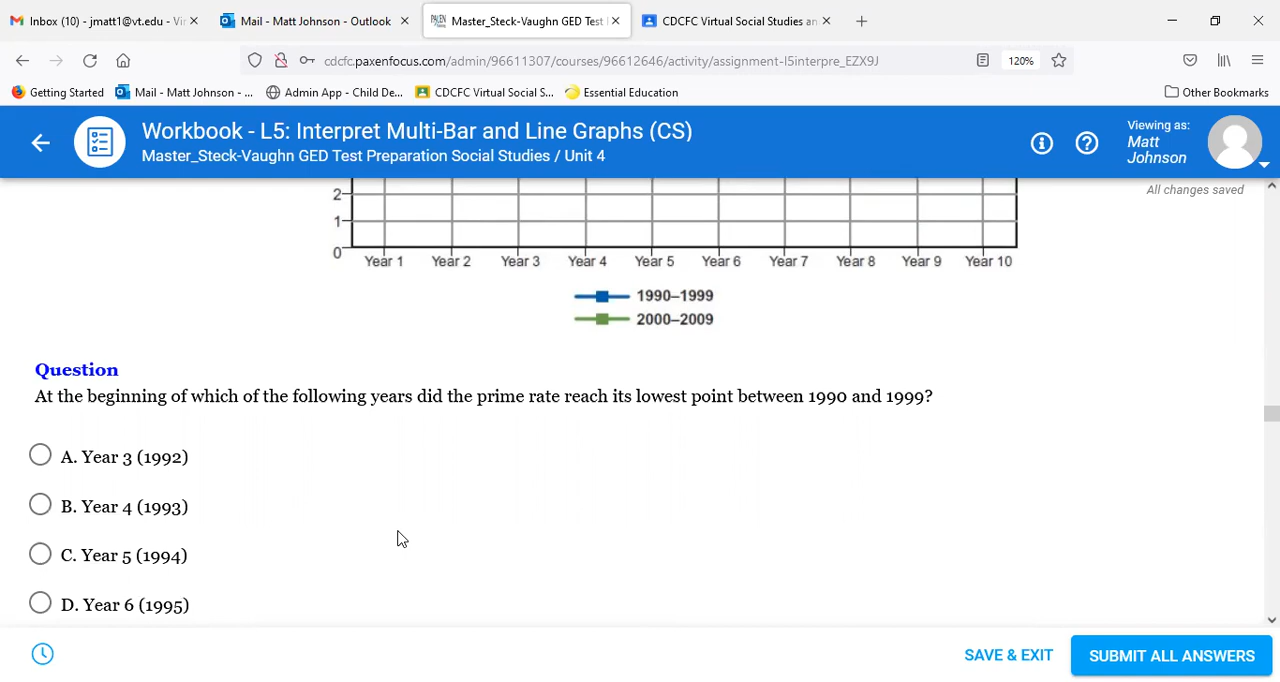 Inbox (10) - jmatt1@vt.edu - Vir
Mail - Matt Johnson - Outlook
PAXEN
Master_Steck-Vaughn GED Test
CDCFC Virtual Social Studies an
cdcfc.paxenfocus.com/admin/96611307/courses/96612646/activity/assignment-l5interpre_EZX9J
120%
Getting Started
Mail - Matt Johnson - ...
Admin App - Child De...
CDCFC Virtual Social S...
Essential Education
Other Bookmarks
Workbook - L5: Interpret Multi-Bar and Line Graphs (CS)
Master_Steck-Vaughn GED Test Preparation Social Studies / Unit 4
Viewing as:
Matt
Johnson
All changes saved
2
1
0
Year 1 Year 2 Year 3 Year 4 Year 5 Year 6 Year 7 Year 8 Year 9 Year 10
1990–1999
2000–2009
Question
At the beginning of which of the following years did the prime rate reach its lowest point between 1990 and 1999?
A. Year 3 (1992)
B. Year 4 (1993)
C. Year 5 (1994)
D. Year 6 (1995)
SAVE & EXIT
SUBMIT ALL ANSWERS